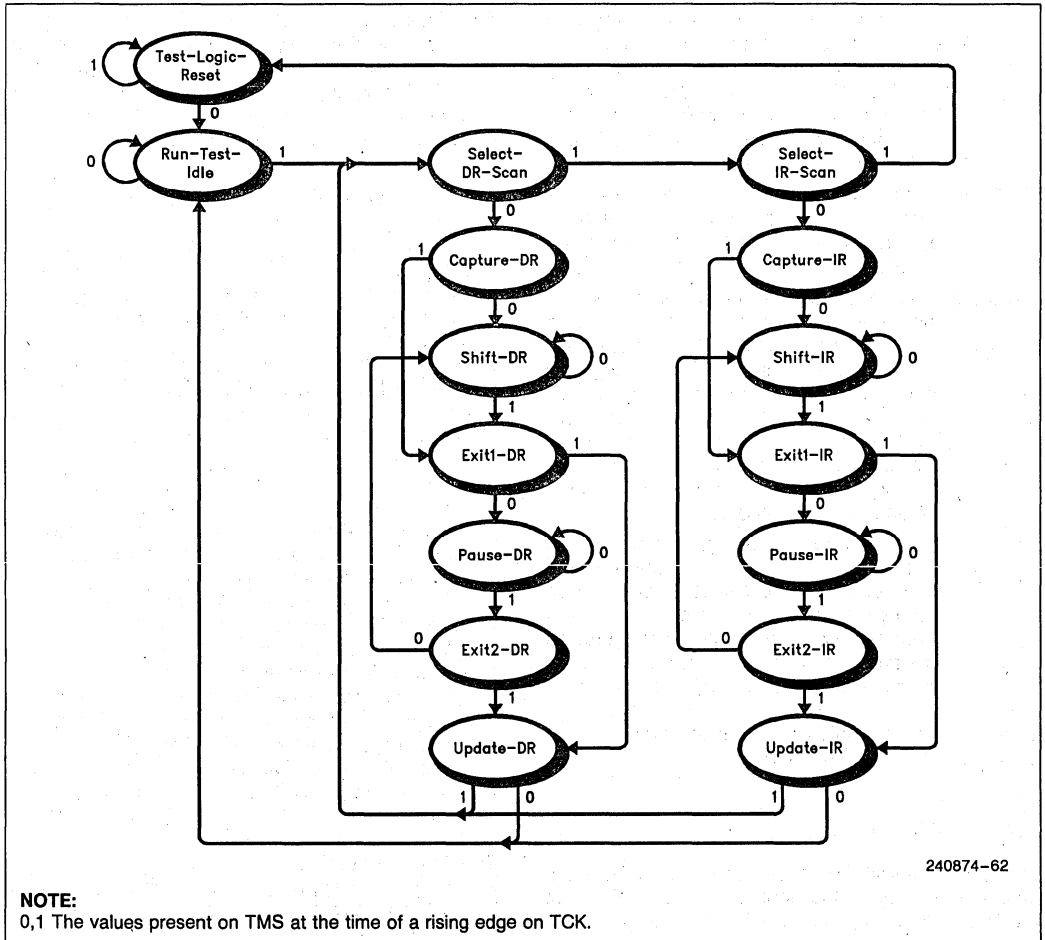 Test-Logic-
Reset
1
0
Run-Test-
Idle
0
1
Select-
DR-Scan
1
Select-
IR-Scan
1
0
0
1
Capture-DR
1
Capture-IR
0
0
Shift-DR
0
Shift-IR
0
1
1
Exit1-DR
1
Exit1-IR
1
0
0
Pause-DR
0
Pause-IR
0
1
1
0
Exit2-DR
0
Exit2-IR
1
1
Update-DR
Update-IR
1
0
1
0
240874-62
NOTE:
0,1 The values present on TMS at the time of a rising edge on TCK.